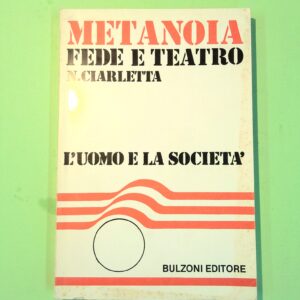 METANOIA
FEDE E TEATRO
N. CIARLETTA
L'UOMO E LA SOCIETA'
BULZONI EDITORE